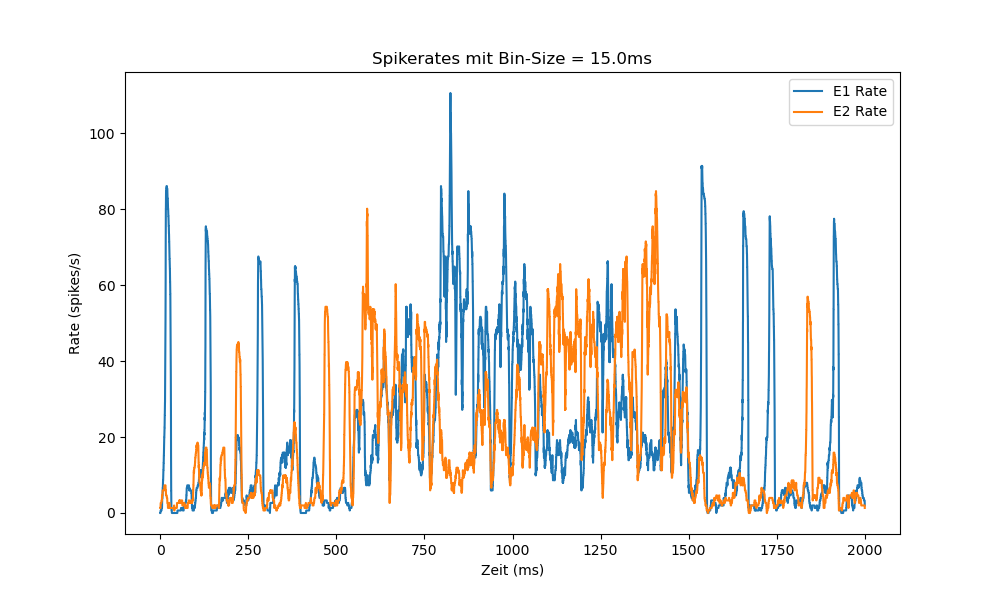 Spikerates mit Bin-Size = 15.0ms
E1 Rate
E2 Rate
Rate (spikes/s)
100
80
60
40
20
0
0 250 500 750 1000 1250 1500 1750 2000
Zeit (ms)